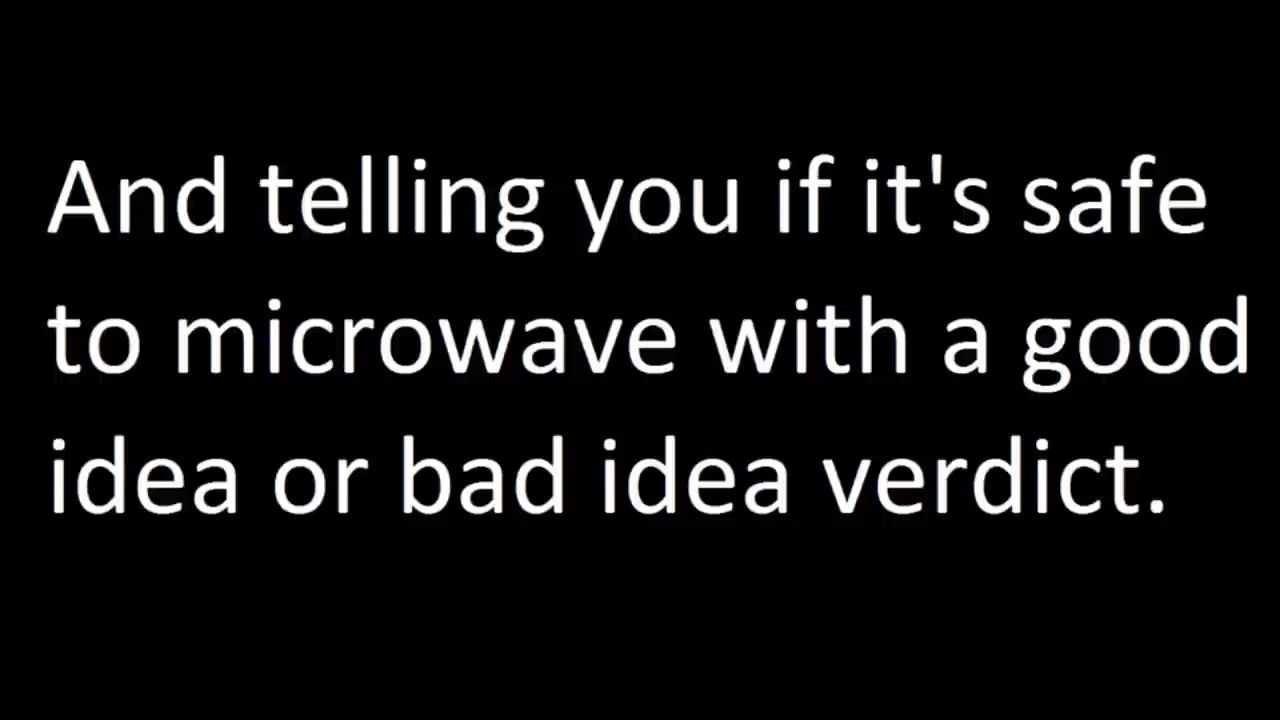 And telling you if it's safe
to microwave with a good
idea or bad idea verdict.